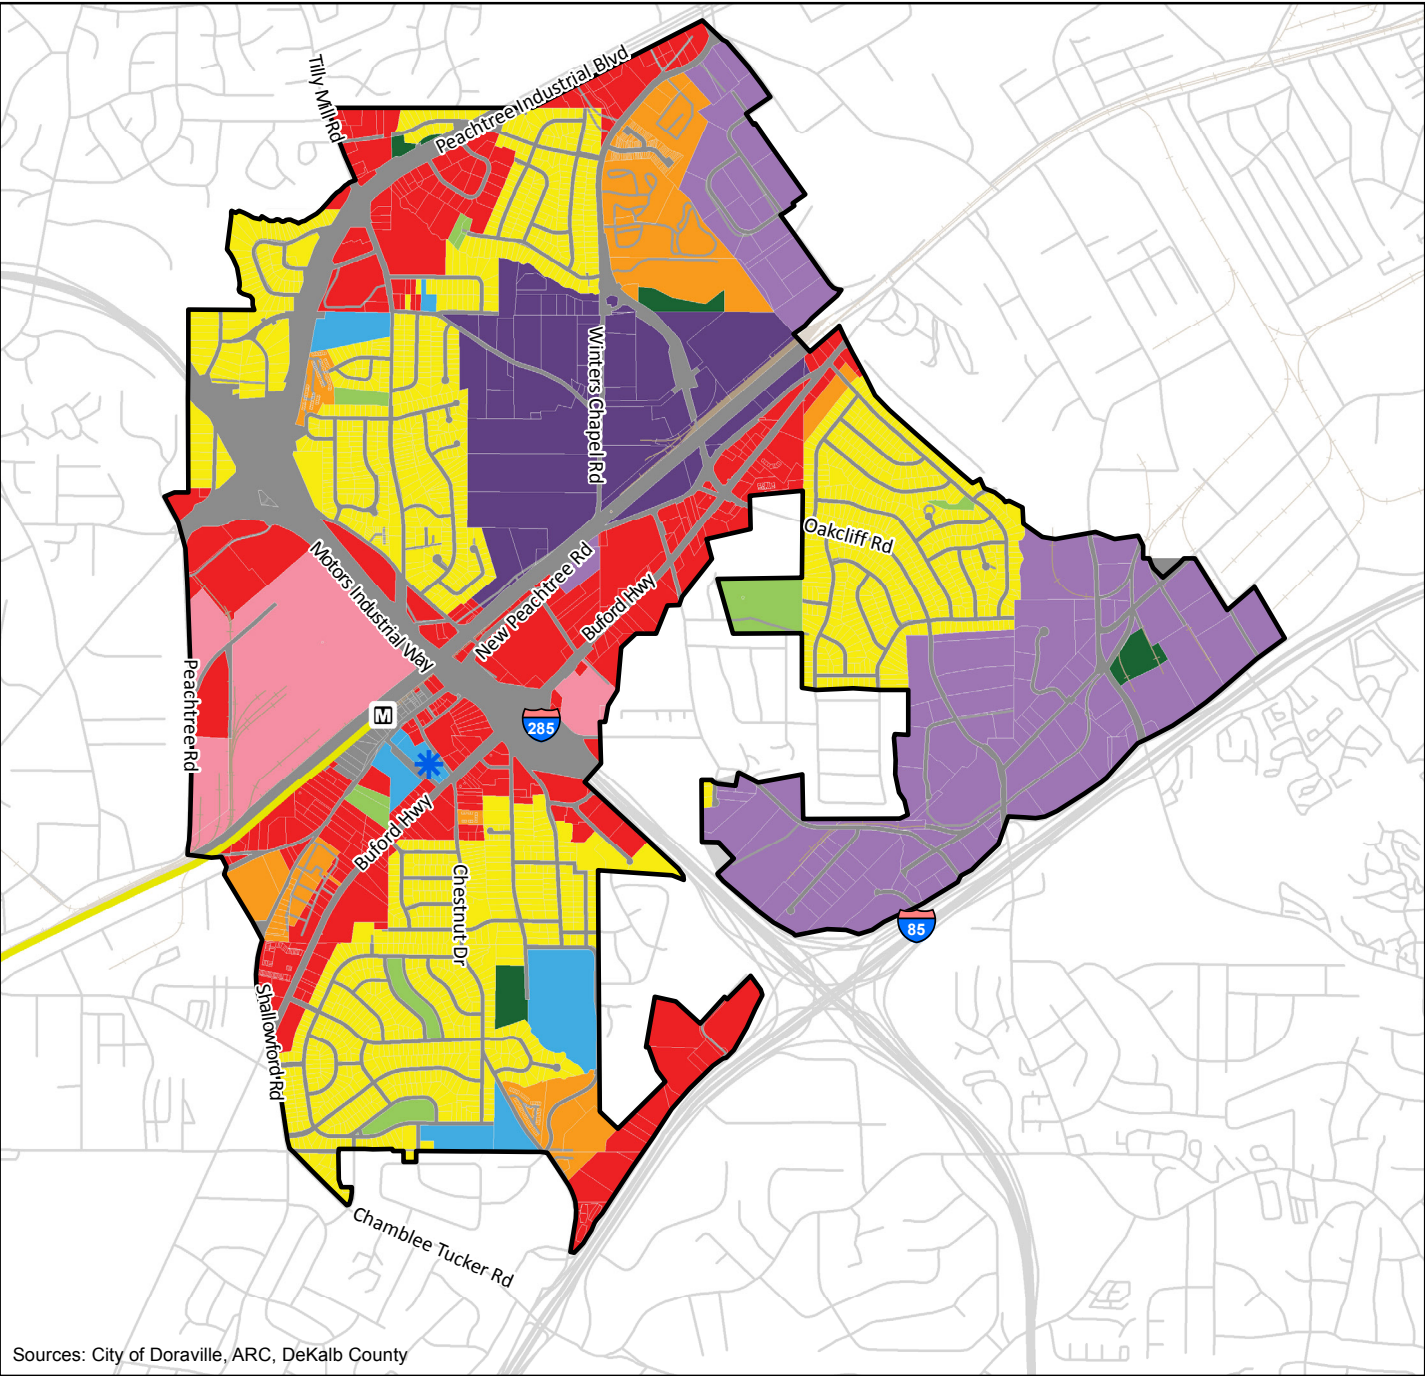 Tilly Mill Rd
Peachtree Industrial Blvd
Winters Chapel Rd
Oakcliff Rd
Motors Industrial Way
New Peachtree Rd
Buford Hwy
Peachtree Rd
M
285
Buford Hwy
Chestnut Dr
85
Shallowford Rd
Chamblee Tucker Rd
Sources: City of Doraville, ARC, DeKalb County